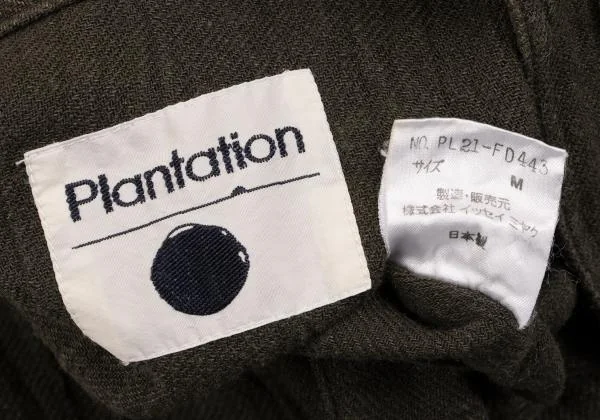 Plantation
NO. PL21-FD443
サイズ
M
製造・販売元
株式会社 イッセイ ミヤケ
日本製